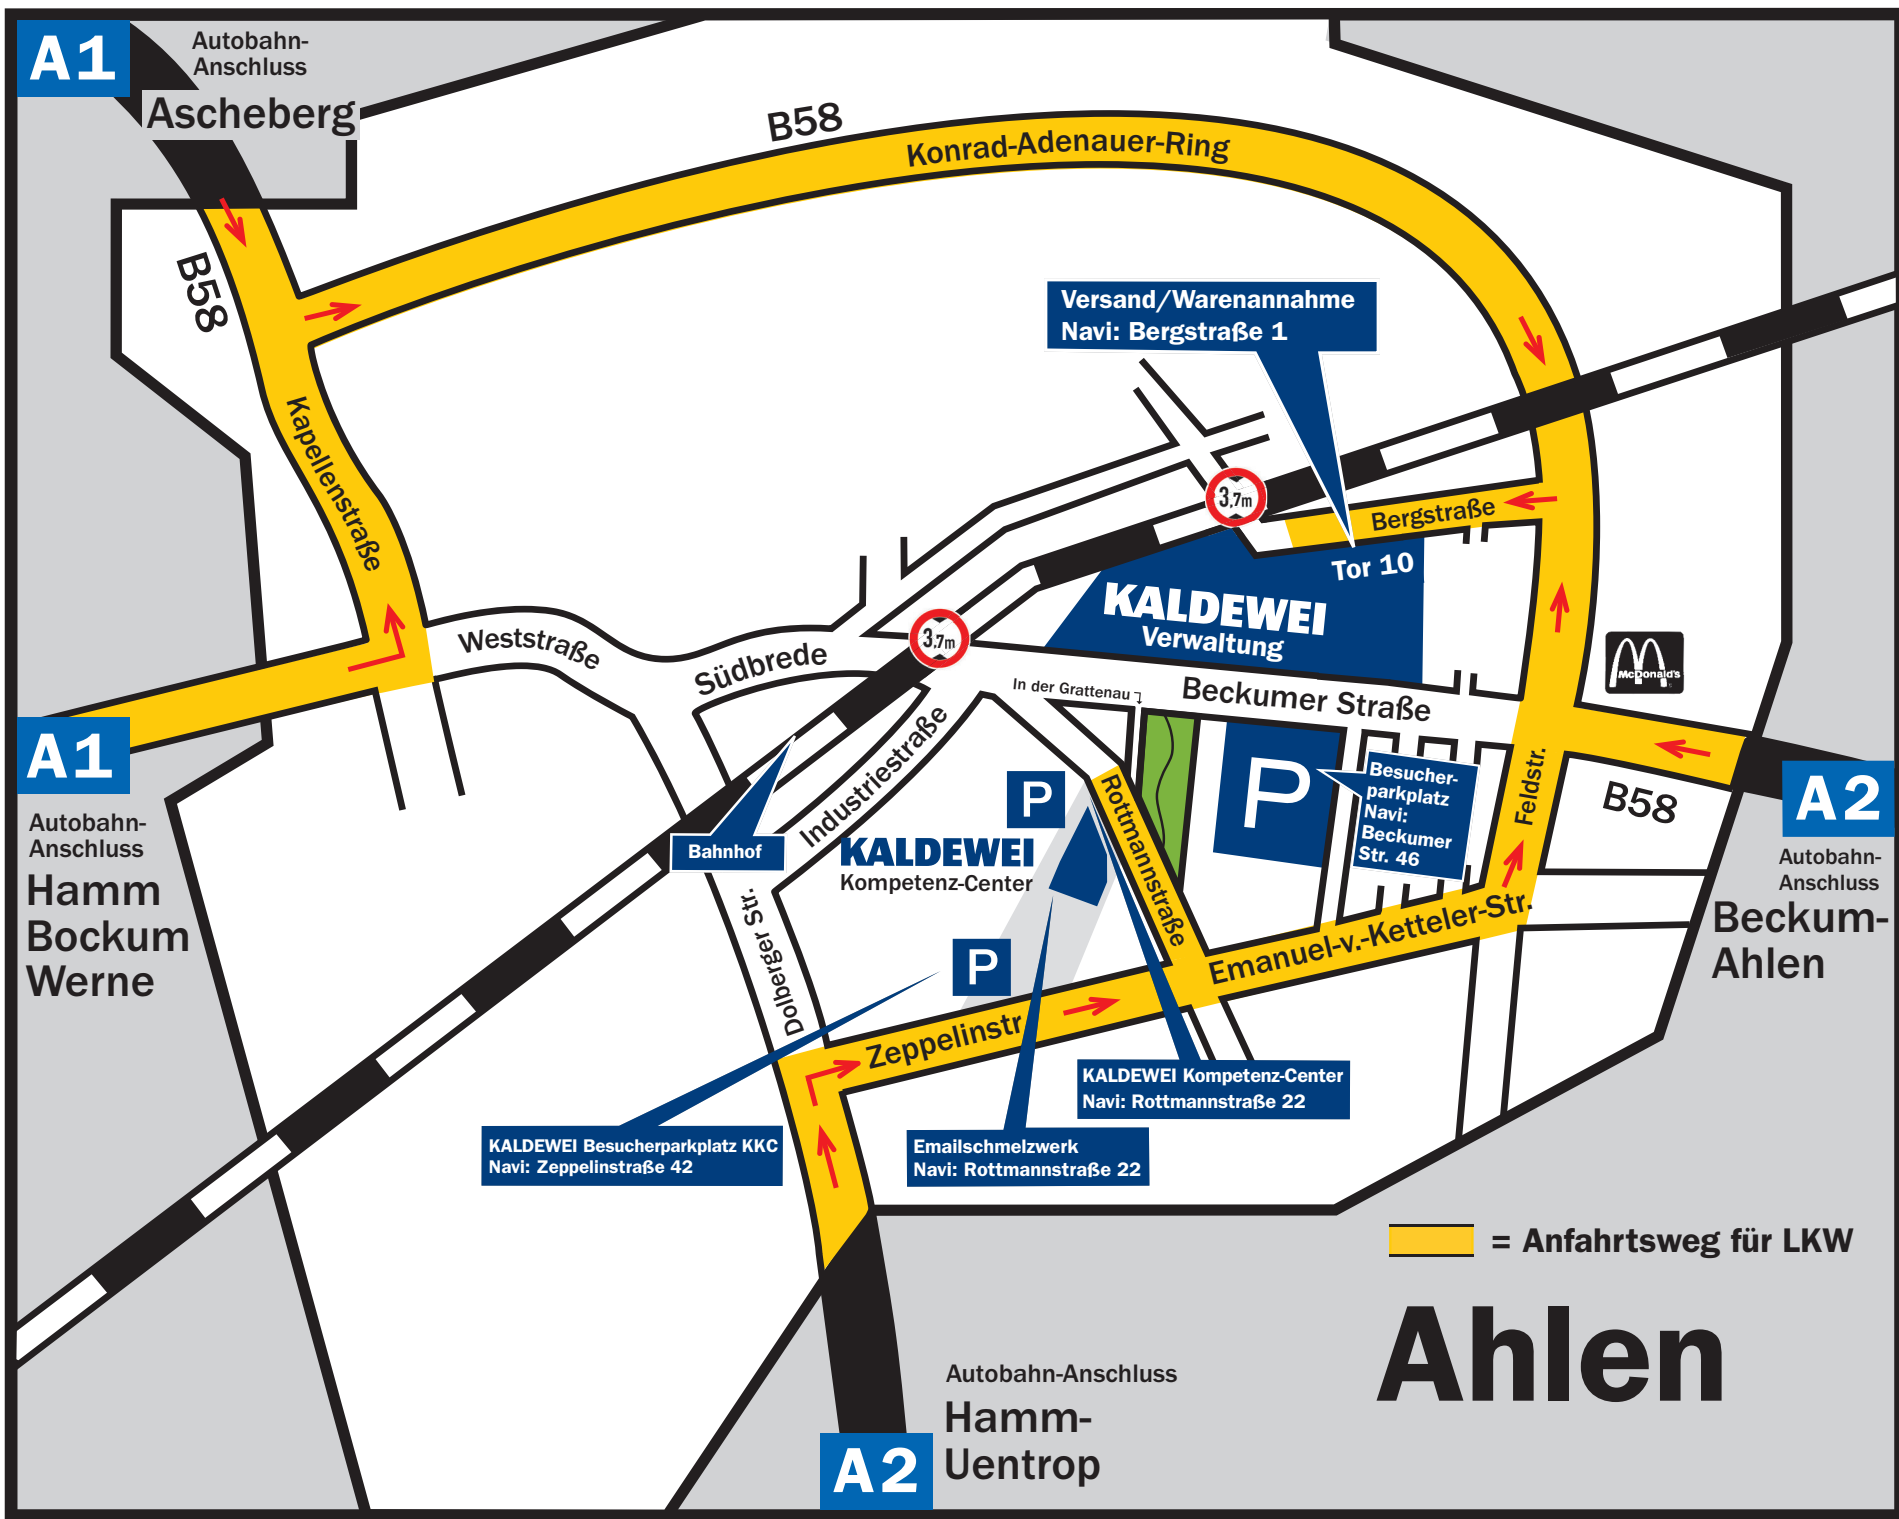 A1
Autobahn-
Anschluss
Ascheberg
B58
Konrad-Adenauer-Ring
B58
Versand/Warenannahme
Navi: Bergstraße 1
Kapellenstraße
3,7m
Bergstraße
Tor 10
KALDEWEI
Verwaltung
Weststraße
Südbrede
3,7m
McDonald's
In der Grattenau
Beckumer Straße
A1
Autobahn-
Anschluss
Hamm
Bockum
Werne
Industriestraße
Bahnhof
P
KALDEWEI
Kompetenz-Center
Rottmannstraße
P
Besucher-
parkplatz
Navi:
Beckumer
Str. 46
Feldstr.
B58
A2
Autobahn-
Anschluss
Beckum-
Ahlen
Dolberger Str.
P
Emanuel-v.-Ketteler-Str.
Zeppelinstr.
KALDEWEI Kompetenz-Center
Navi: Rottmannstraße 22
KALDEWEI Besucherparkplatz KKC
Navi: Zeppelinstraße 42
Emailschmelzwerk
Navi: Rottmannstraße 22
= Anfahrtsweg für LKW
Ahlen
Autobahn-Anschluss
Hamm-
Uentrop
A2